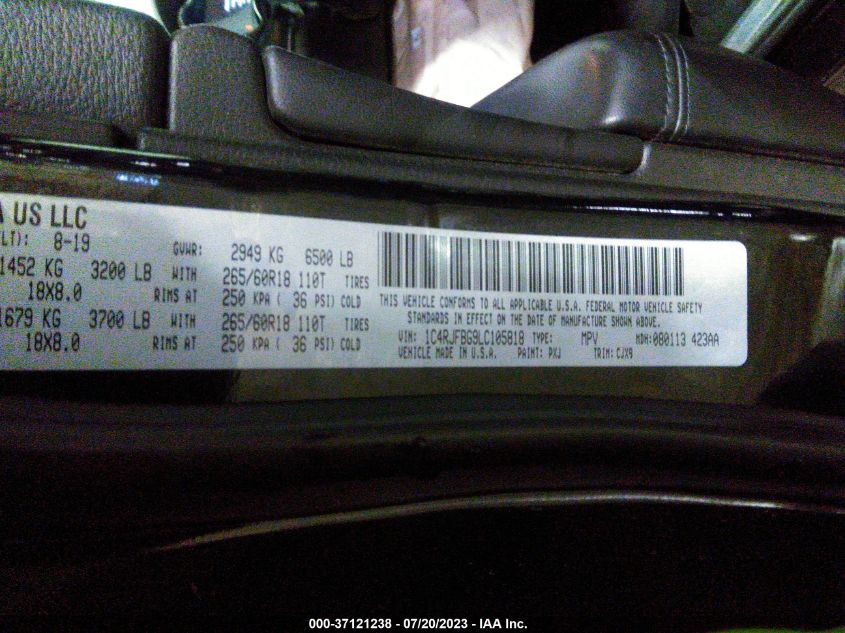 A US LLC
LT): 8-19 GVWR: 2949 KG 6500 LB
1452 KG 3200 LB WITH 265/60R18 110T TIRES
18X8.0 RIMS AT 250 KPA ( 36 PSI) COLD
1679 KG 3700 LB WITH 265/60R18 110T TIRES
18X8.0 RIMS AT 250 KPA ( 36 PSI) COLD
THIS VEHICLE CONFORMS TO ALL APPLICABLE U.S.A. FEDERAL MOTOR VEHICLE SAFETY
STANDARDS IN EFFECT ON THE DATE OF MANUFACTURE SHOWN ABOVE.
VIN: 1C4RJFBG9LC105818 TYPE: MPV MDH: 080113 423AA
VEHICLE MADE IN U.S.A. PAINT: PXJ TRIM: CJX9
000-37121238 - 07/20/2023 - IAA Inc.